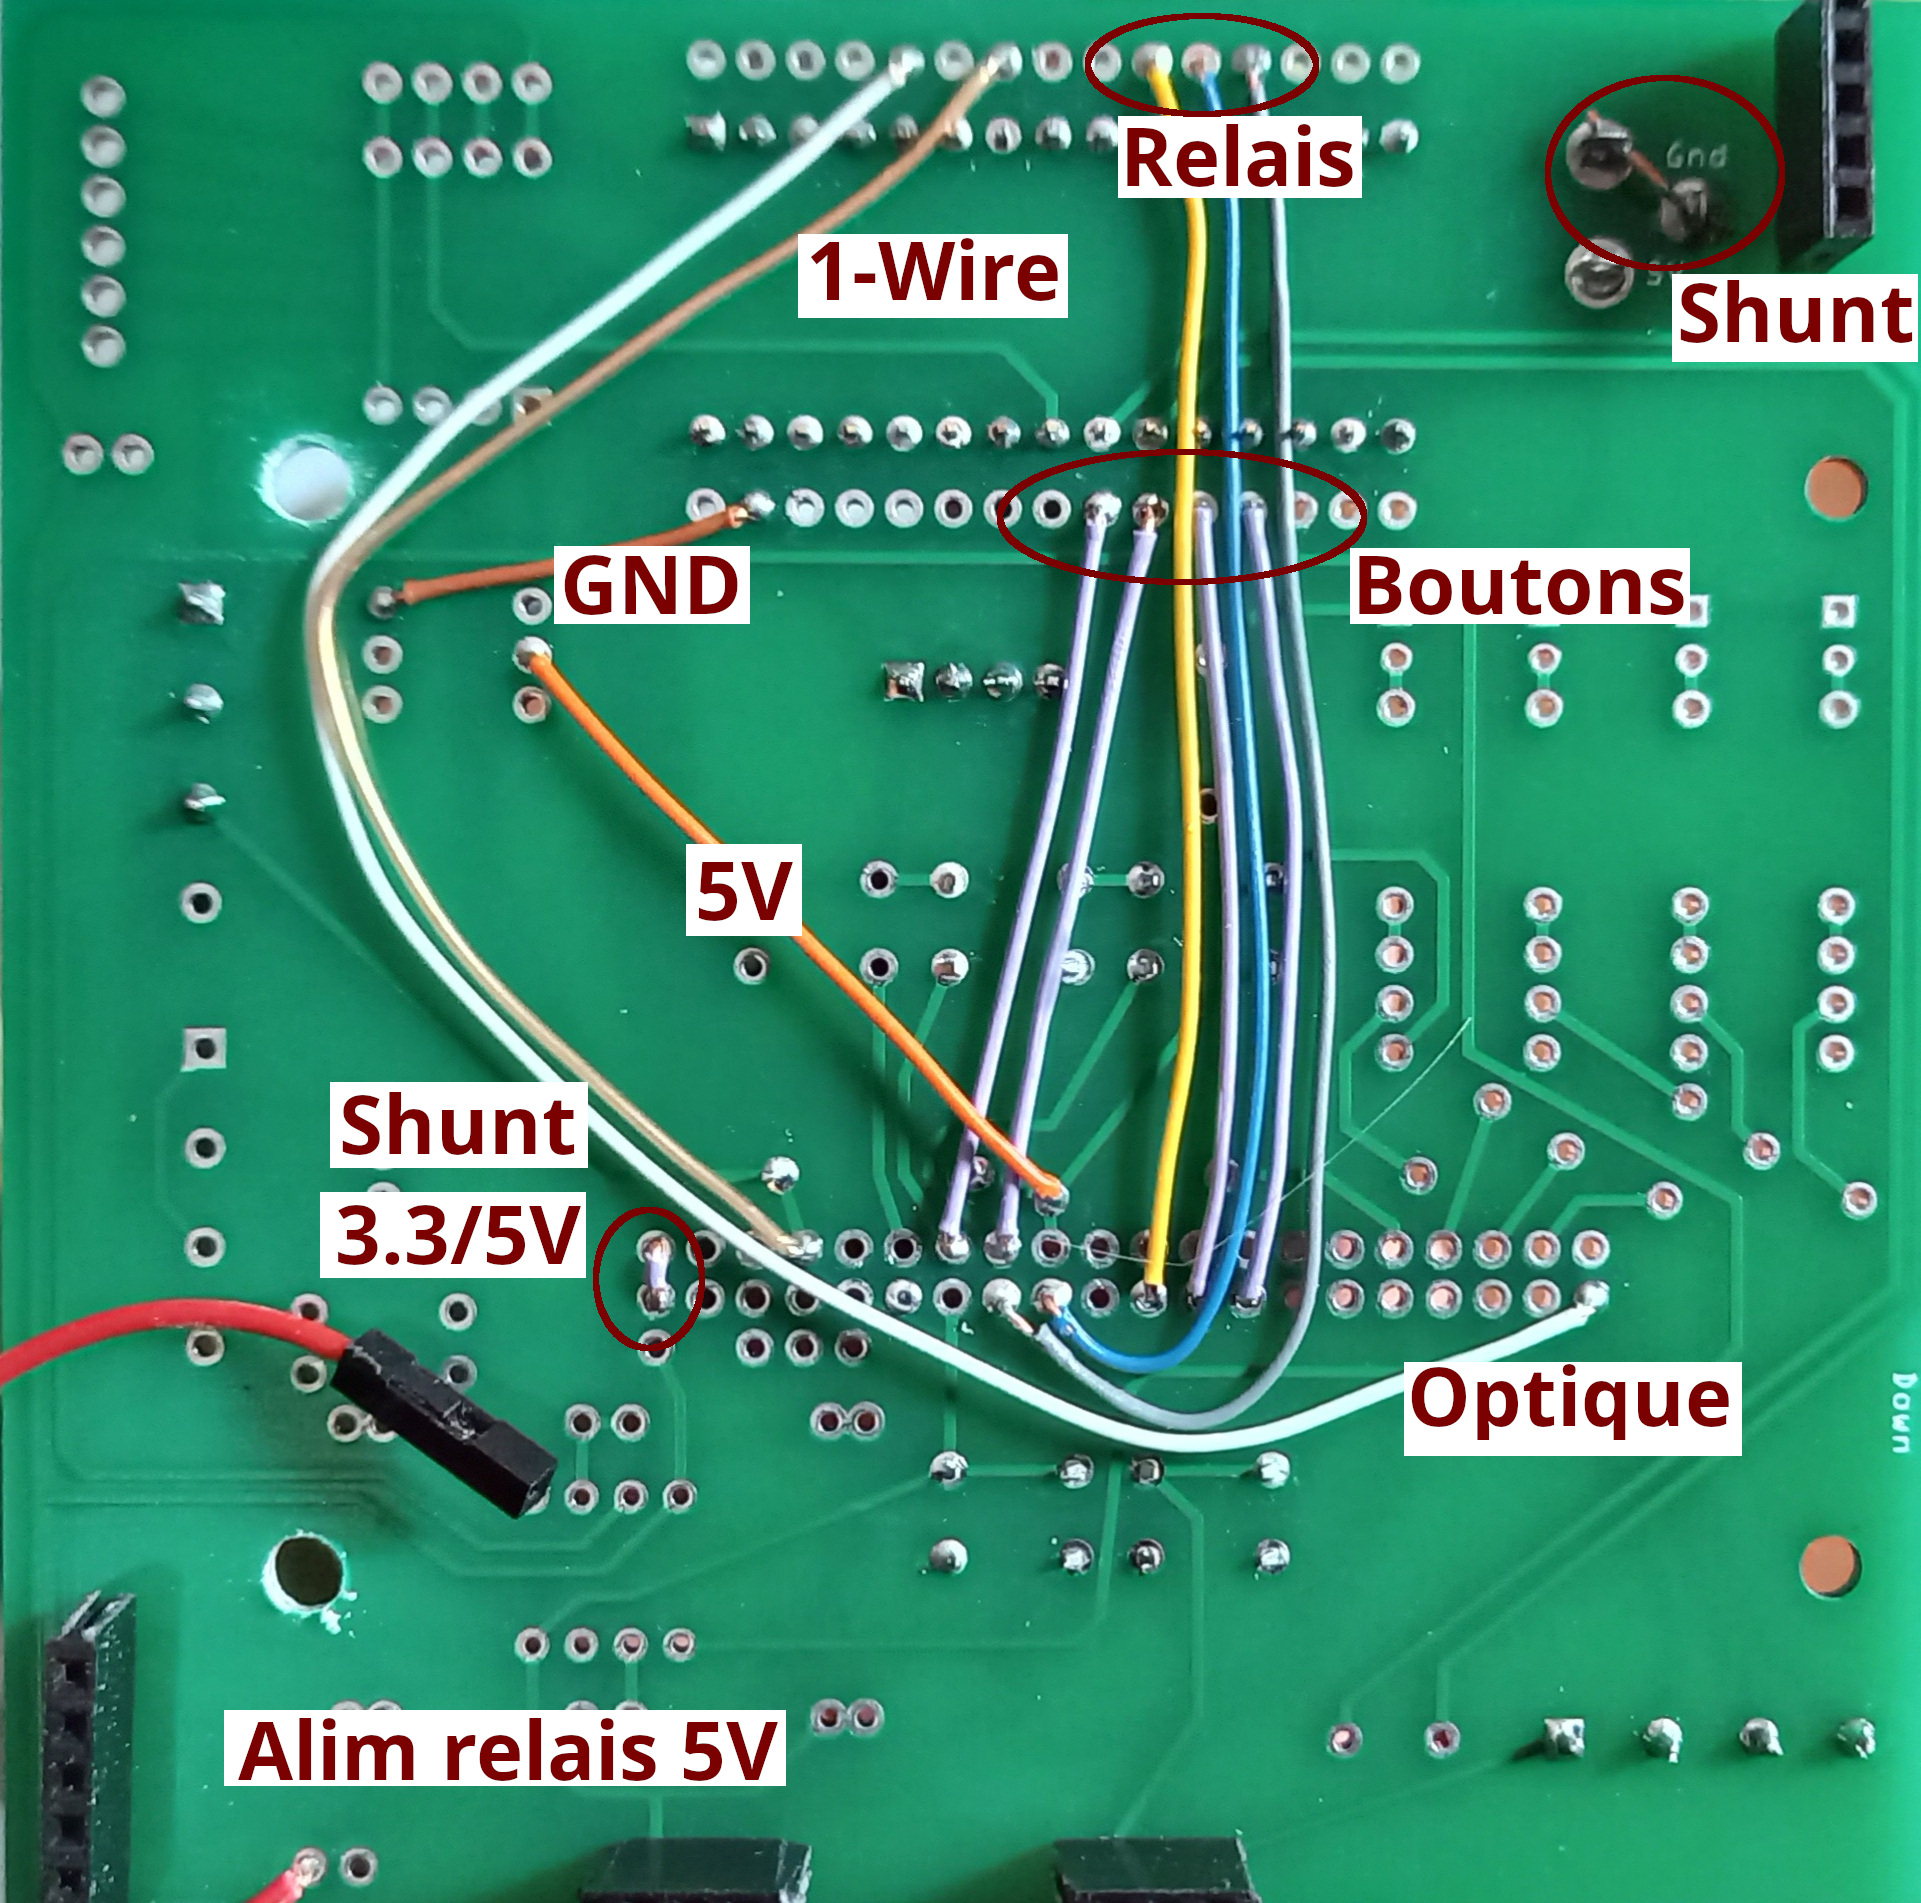 Relais
Gnd
1-Wire
Shunt
GND
Boutons
5V
Shunt
3.3/5V
Optique
Down
Alim relais 5V